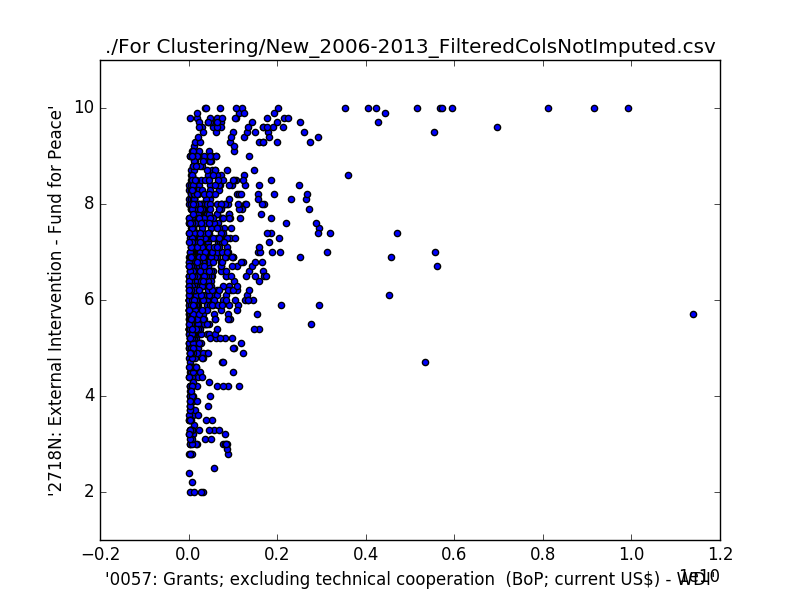 ./For Clustering/New_2006-2013_FilteredColsNotImputed.csv
'2718N: External Intervention - Fund for Peace'
10
8
6
4
2
−0.2 0.0 0.2 0.4 0.6 0.8 1.0 1.2
1e10
'0057: Grants; excluding technical cooperation (BoP; current US$) - WDI'